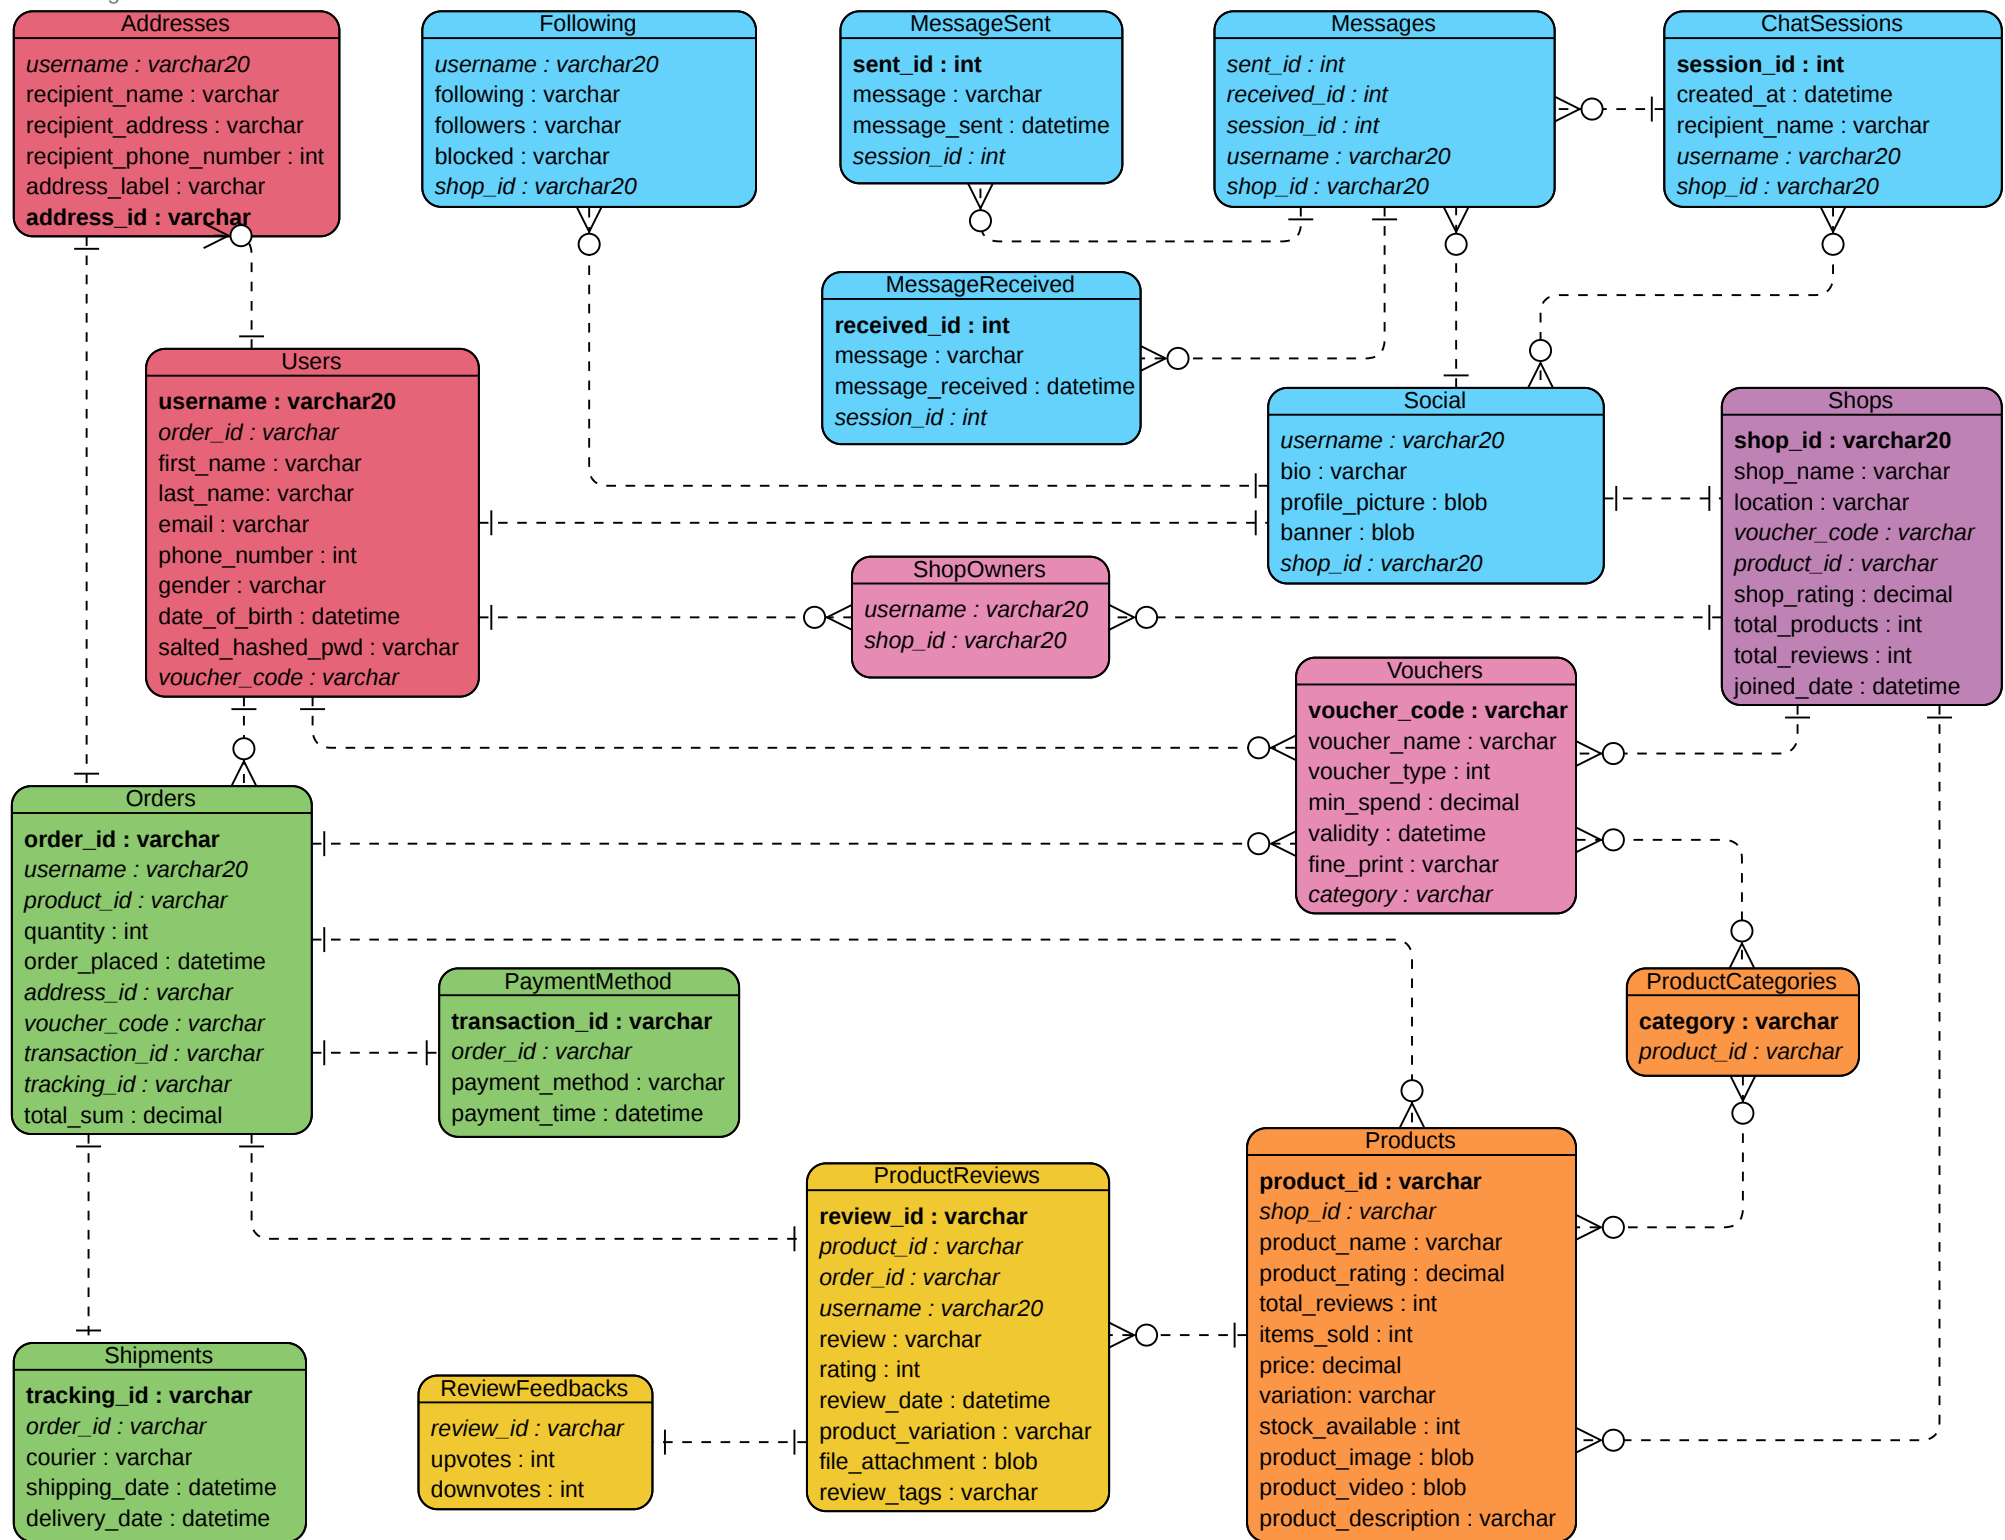 Addresses
username : varchar20
recipient_name : varchar
recipient_address : varchar
recipient_phone_number : int
address_label : varchar
address_id : varchar
Following
username : varchar20
following : varchar
followers : varchar
blocked : varchar
shop_id : varchar20
MessageSent
sent_id : int
message : varchar
message_sent : datetime
session_id : int
Messages
sent_id : int
received_id : int
session_id : int
username : varchar20
shop_id : varchar20
ChatSessions
session_id : int
created_at : datetime
recipient_name : varchar
username : varchar20
shop_id : varchar20
MessageReceived
received_id : int
message : varchar
message_received : datetime
session_id : int
Users
username : varchar20
order_id : varchar
first_name : varchar
last_name: varchar
email : varchar
phone_number : int
gender : varchar
date_of_birth : datetime
salted_hashed_pwd : varchar
voucher_code : varchar
Social
username : varchar20
bio : varchar
profile_picture : blob
banner : blob
shop_id : varchar20
Shops
shop_id : varchar20
shop_name : varchar
location : varchar
voucher_code : varchar
product_id : varchar
shop_rating : decimal
total_products : int
total_reviews : int
joined_date : datetime
ShopOwners
username : varchar20
shop_id : varchar20
Vouchers
voucher_code : varchar
voucher_name : varchar
voucher_type : int
min_spend : decimal
validity : datetime
fine_print : varchar
category : varchar
Orders
order_id : varchar
username : varchar20
product_id : varchar
quantity : int
order_placed : datetime
address_id : varchar
voucher_code : varchar
transaction_id : varchar
tracking_id : varchar
total_sum : decimal
PaymentMethod
transaction_id : varchar
order_id : varchar
payment_method : varchar
payment_time : datetime
ProductCategories
category : varchar
product_id : varchar
Products
product_id : varchar
shop_id : varchar
product_name : varchar
product_rating : decimal
total_reviews : int
items_sold : int
price: decimal
variation: varchar
stock_available : int
product_image : blob
product_video : blob
product_description : varchar
ProductReviews
review_id : varchar
product_id : varchar
order_id : varchar
username : varchar20
review : varchar
rating : int
review_date : datetime
product_variation : varchar
file_attachment : blob
review_tags : varchar
Shipments
tracking_id : varchar
order_id : varchar
courier : varchar
shipping_date : datetime
delivery_date : datetime
ReviewFeedbacks
review_id : varchar
upvotes : int
downvotes : int